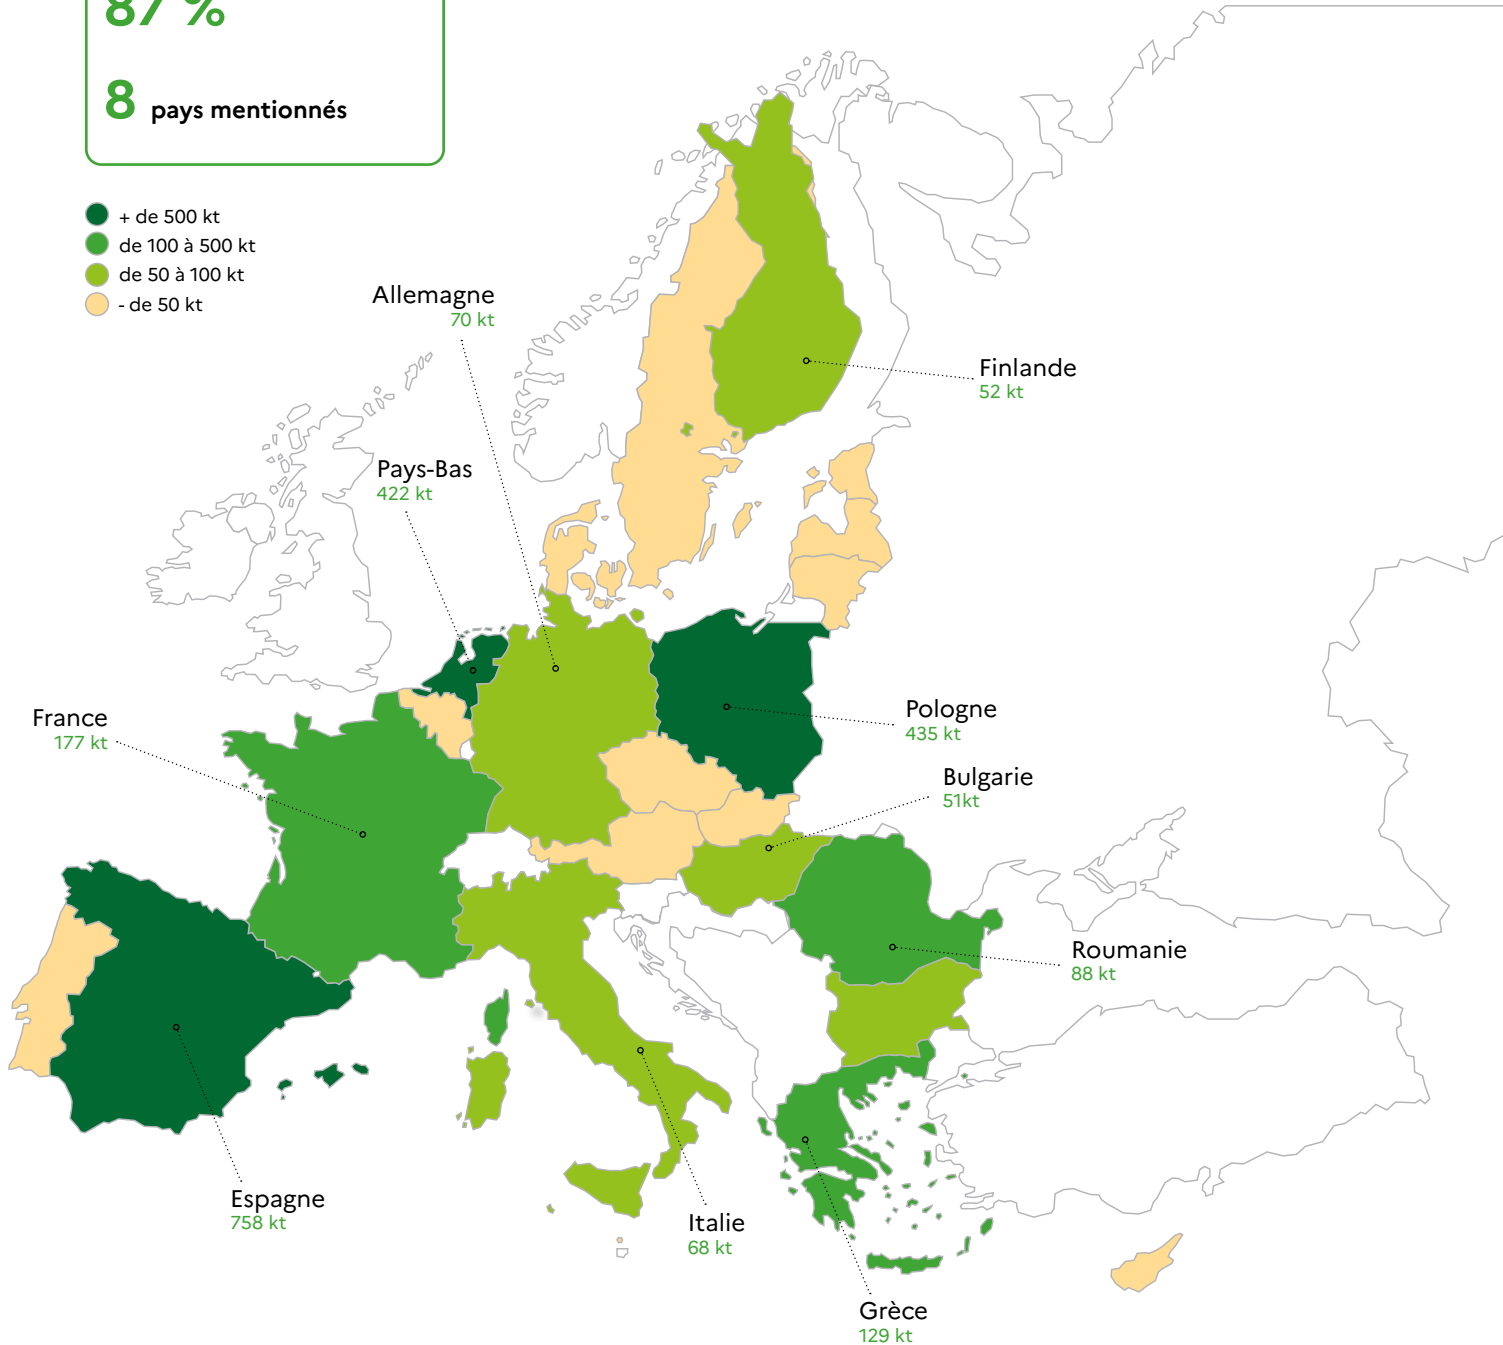 87 %
8 pays mentionnés
+ de 500 kt
de 100 à 500 kt
de 50 à 100 kt
- de 50 kt
Allemagne
70 kt
Finlande
52 kt
Pays-Bas
422 kt
France
177 kt
Pologne
435 kt
Bulgarie
51kt
Roumanie
88 kt
Espagne
758 kt
Italie
68 kt
Grèce
129 kt